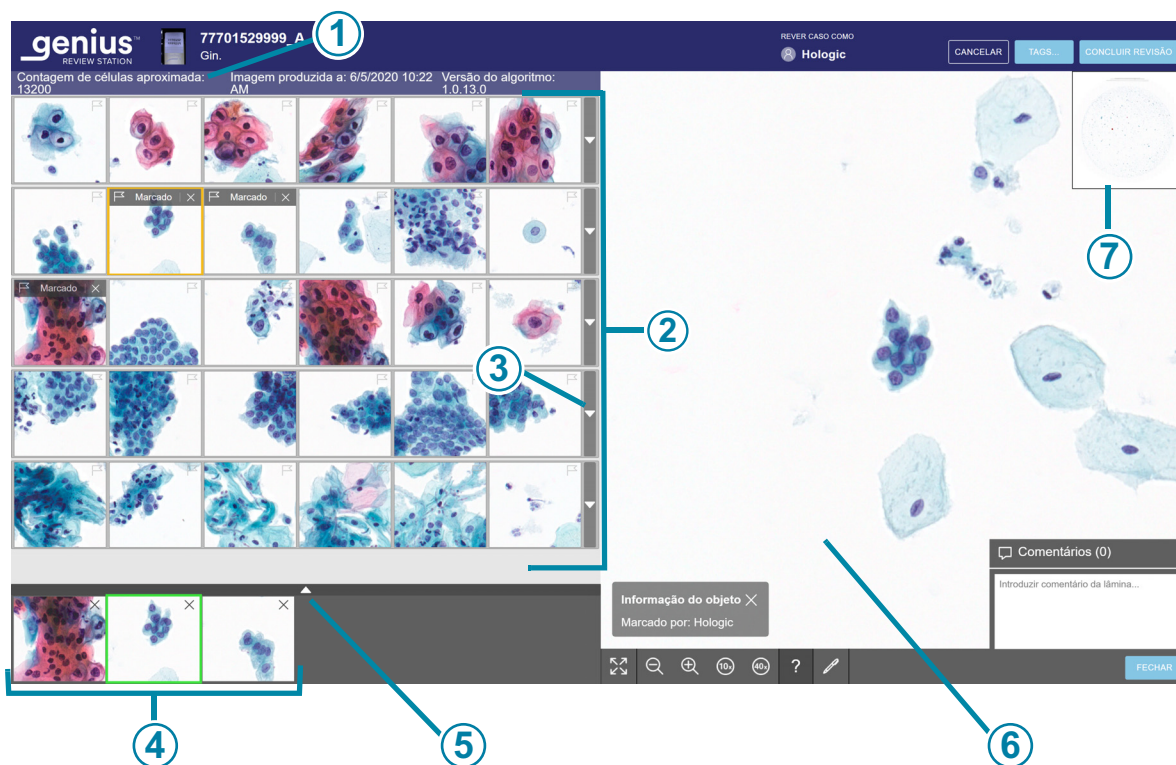 genius™
REVIEW STATION
77701529999_A
Gin.
REVER CASO COMO
Hologic
CANCELAR
TAGS...
CONCLUIR REVISÃO
Contagem de células aproximada:
13200
Imagem produzida a: 6/5/2020 10:22
AM
Versão do algoritmo:
1.0.13.0
Marcado
Marcado
Marcado
Informação do objeto
Marcado por: Hologic
Comentários (0)
Introduzir comentário da lâmina...
10x
40x
?
FECHAR
1
2
3
4
5
6
7